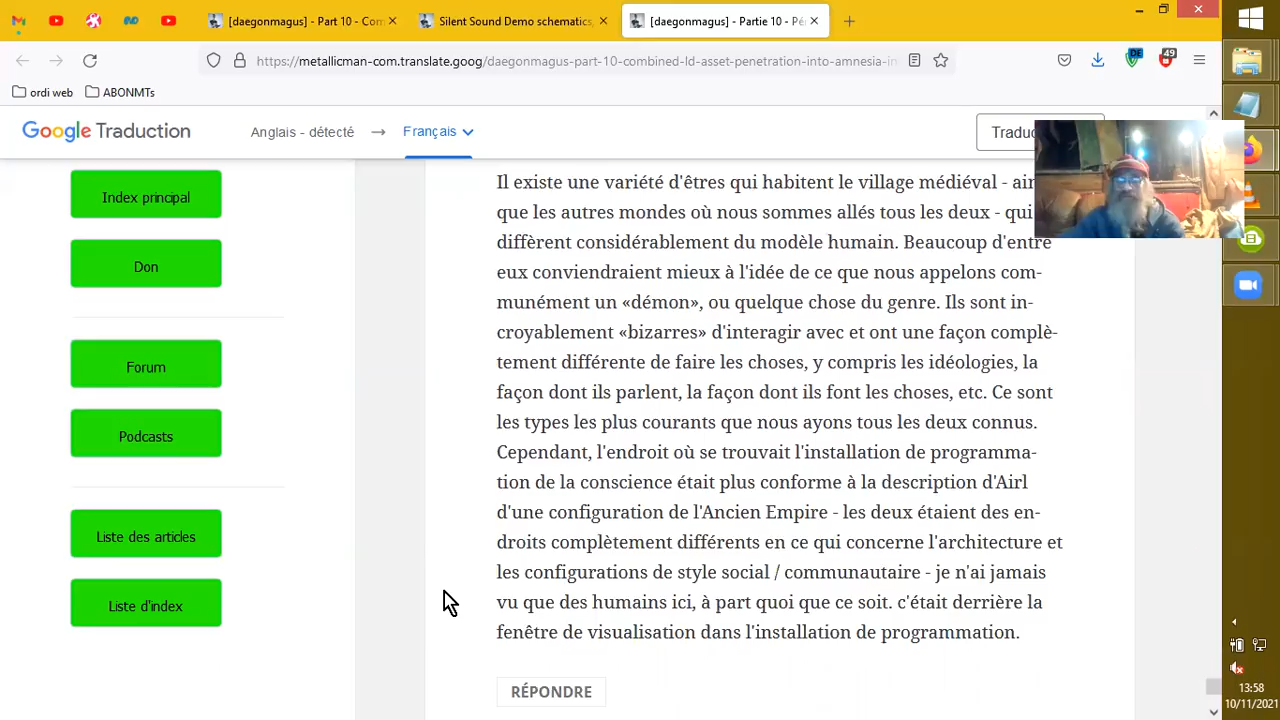 [daegonmagus] - Part 10 - Com
Silent Sound Demo schematics,
[daegonmagus] - Partie 10 - Pé
https://metallicman-com.translate.goog/daegonmagus-part-10-combined-ld-asset-penetration-into-amnesia-in
49
ordi web
ABONMTs
Google Traduction
Anglais - détecté
Français
Index principal
Don
Forum
Podcasts
Liste des articles
Liste d'index
Il existe une variété d'êtres qui habitent le village médiéval - ain
que les autres mondes où nous sommes allés tous les deux - qui
diffèrent considérablement du modèle humain. Beaucoup d'entre
eux conviendraient mieux à l'idée de ce que nous appelons com-
munément un «démon», ou quelque chose du genre. Ils sont in-
croyablement «bizarres» d'interagir avec et ont une façon complè-
tement différente de faire les choses, y compris les idéologies, la
façon dont ils parlent, la façon dont ils font les choses, etc. Ce sont
les types les plus courants que nous ayons tous les deux connus.
Cependant, l'endroit où se trouvait l'installation de programma-
tion de la conscience était plus conforme à la description d'Airl
d'une configuration de l'Ancien Empire - les deux étaient des en-
droits complètement différents en ce qui concerne l'architecture et
les configurations de style social / communautaire - je n'ai jamais
vu que des humains ici, à part quoi que ce soit. c'était derrière la
fenêtre de visualisation dans l'installation de programmation.
RÉPONDRE
13:58
10/11/2021